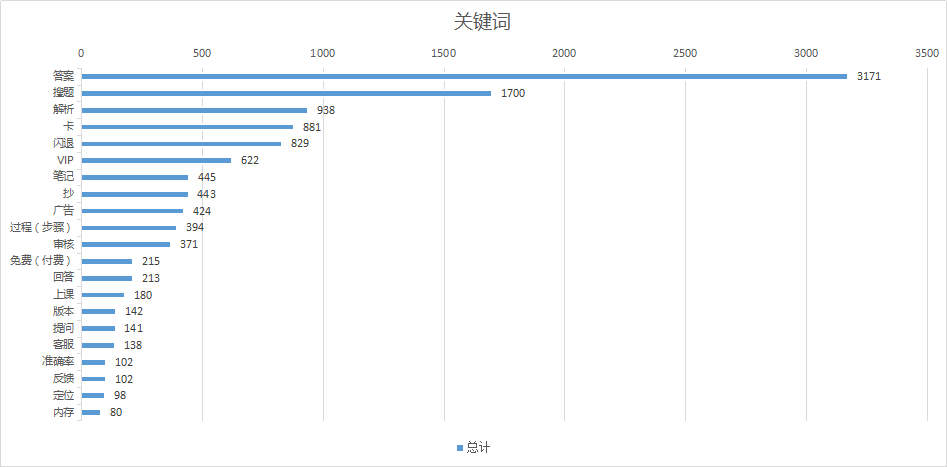 关键词
0 500 1000 1500 2000 2500 3000 3500
答案 3171
搜题 1700
解析 938
卡 881
闪退 829
VIP 622
笔记 445
抄 443
广告 424
过程（步骤） 394
审核 371
免费（付费） 215
回答 213
上课 180
版本 142
提问 141
客服 138
准确率 102
反馈 102
定位 98
内存 80
总计